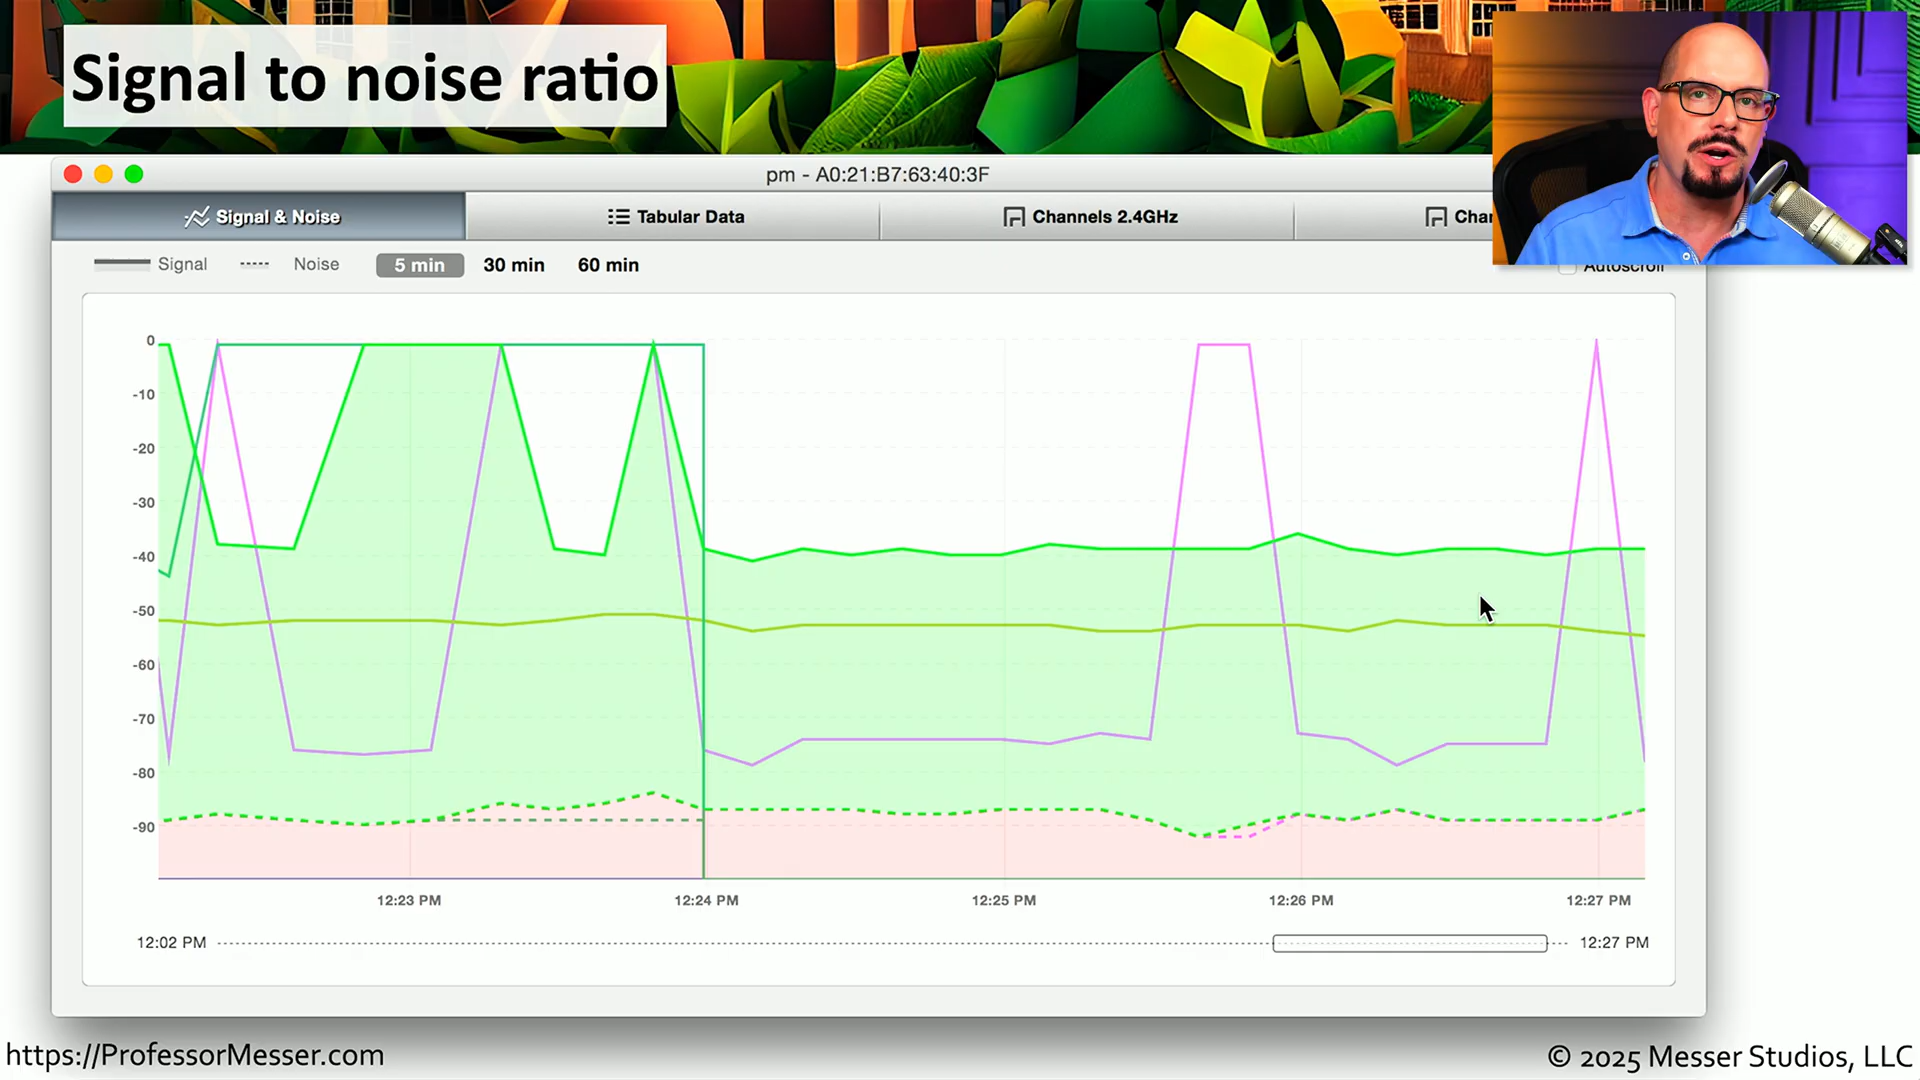 Signal to noise ratio
pm - A0:21:B7:63:40:3F
Signal & Noise
Tabular Data
Channels 2.4GHz
Signal
Noise
5 min
30 min
60 min
Autoscroll
0
-10
-20
-30
-40
-50
-60
-70
-80
-90
12:23 PM
12:24 PM
12:25 PM
12:26 PM
12:27 PM
12:02 PM
12:27 PM
https://ProfessorMesser.com
© 2025 Messer Studios, LLC